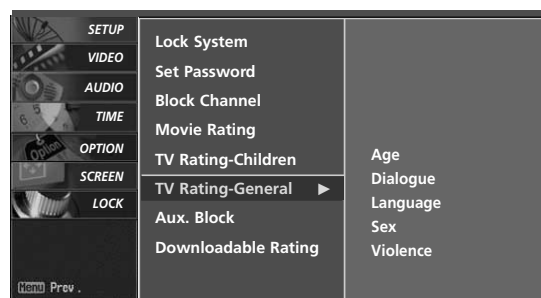 SETUP
VIDEO
AUDIO
TIME
OPTION
SCREEN
LOCK
Menu Prev.
Lock System
Set Password
Block Channel
Movie Rating
TV Rating-Children
TV Rating-General ▶
Aux. Block
Downloadable Rating
Age
Dialogue
Language
Sex
Violence